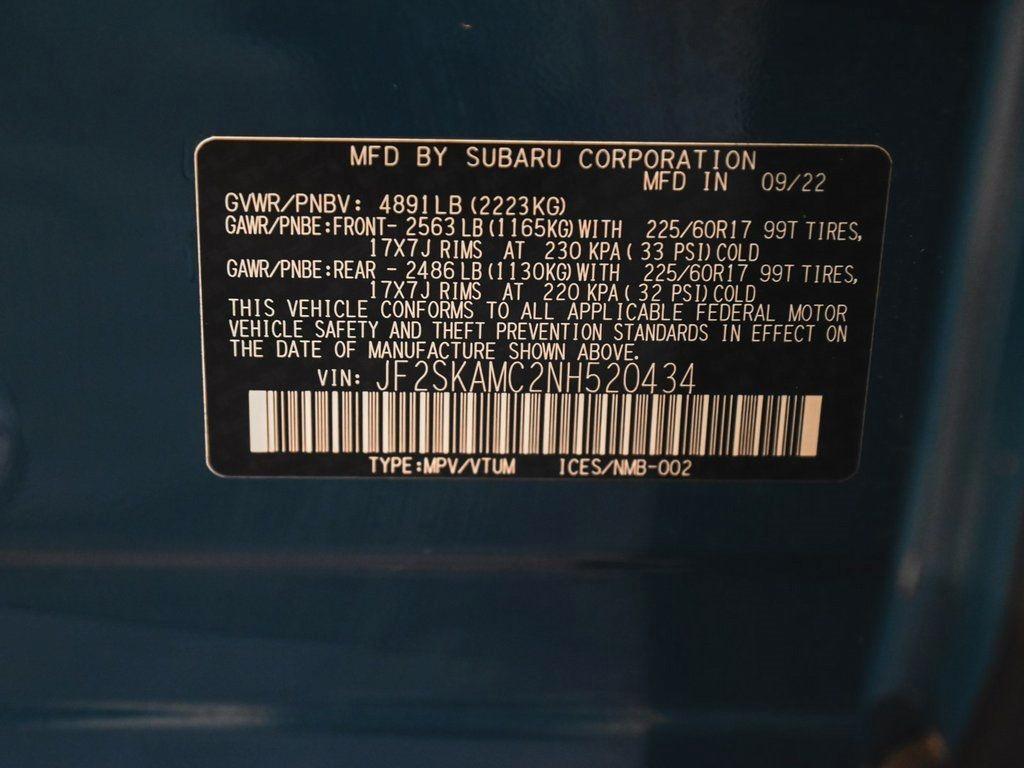 MFD BY SUBARU CORPORATION
MFD IN 09/22
GVWR/PNBV: 4891LB (2223KG)
GAWR/PNBE:FRONT- 2563 LB (1165KG) WITH 225/60R17 99T TIRES,
17X7J RIMS AT 230 KPA ( 33 PSI) COLD
GAWR/PNBE:REAR - 2486 LB (1130KG) WITH 225/60R17 99T TIRES,
17X7J RIMS AT 220 KPA ( 32 PSI) COLD
THIS VEHICLE CONFORMS TO ALL APPLICABLE FEDERAL MOTOR
VEHICLE SAFETY AND THEFT PREVENTION STANDARDS IN EFFECT ON
THE DATE OF MANUFACTURE SHOWN ABOVE.
VIN: JF2SKAMC2NH520434
TYPE:MPV/VTUM ICES/NMB-002